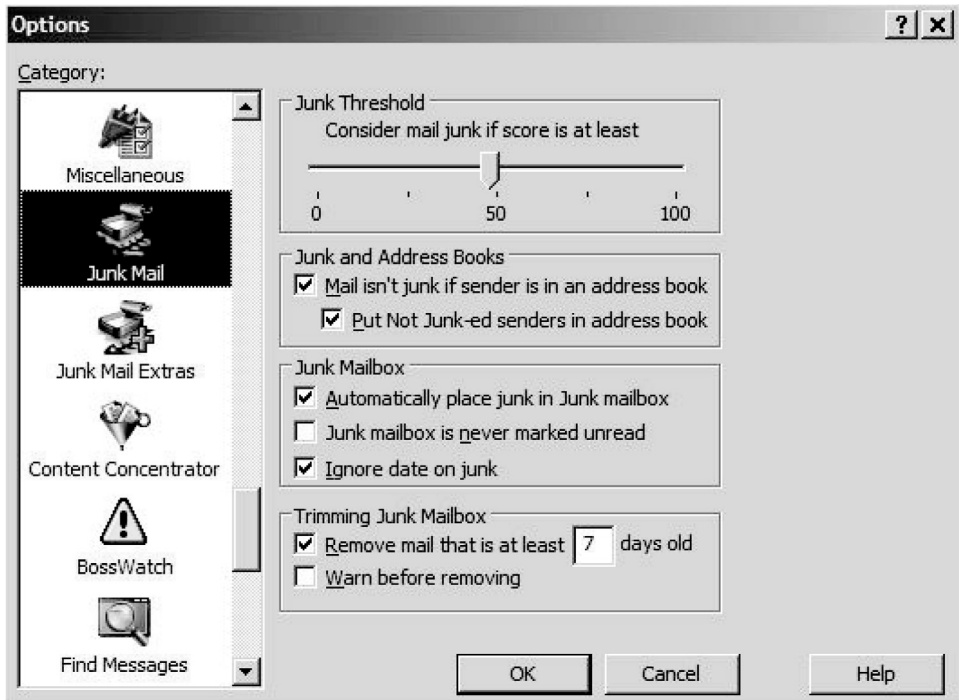 Options
Category:
Miscellaneous
Junk Mail
Junk Mail Extras
Content Concentrator
BossWatch
Find Messages
Junk Threshold
Consider mail junk if score is at least
0 50 100
Junk and Address Books
Mail isn't junk if sender is in an address book
Put Not Junk-ed senders in address book
Junk Mailbox
Automatically place junk in Junk mailbox
Junk mailbox is never marked unread
Ignore date on junk
Trimming Junk Mailbox
Remove mail that is at least 7 days old
Warn before removing
OK Cancel Help